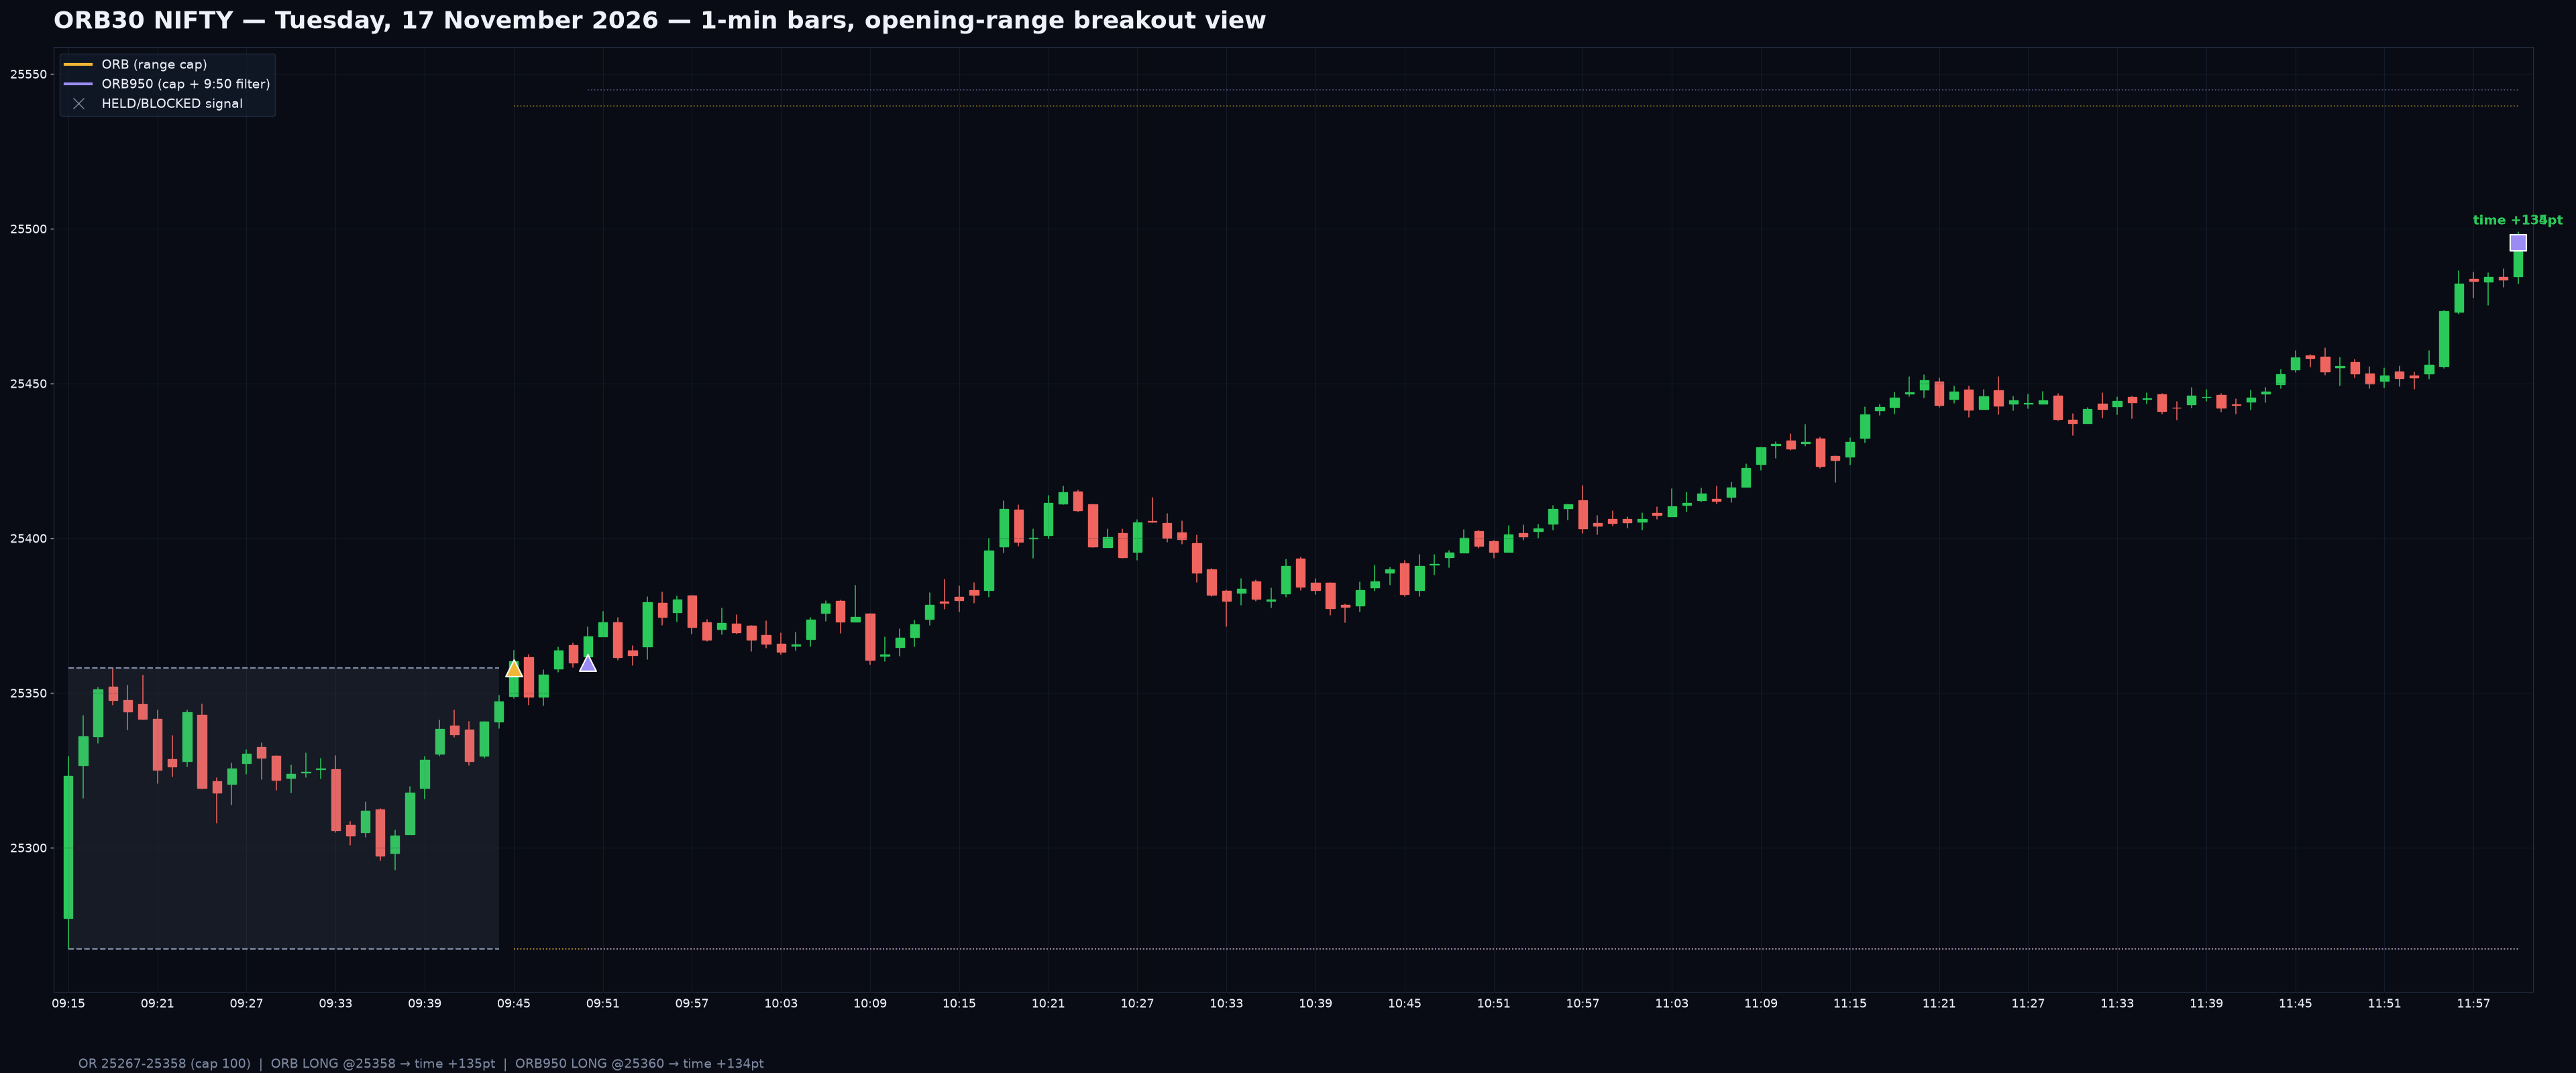 ORB30 NIFTY — Tuesday, 17 November 2026 — 1-min bars, opening-range breakout view
ORB (range cap)
ORB950 (cap + 9:50 filter)
HELD/BLOCKED signal
25550
25500
25450
25400
25350
25300
time +134pt
09:15 09:21 09:27 09:33 09:39 09:45 09:51 09:57 10:03 10:09 10:15 10:21 10:27 10:33 10:39 10:45 10:51 10:57 11:03 11:09 11:15 11:21 11:27 11:33 11:39 11:45 11:51 11:57
OR 25267-25358 (cap 100) | ORB LONG @25358 → time +135pt | ORB950 LONG @25360 → time +134pt